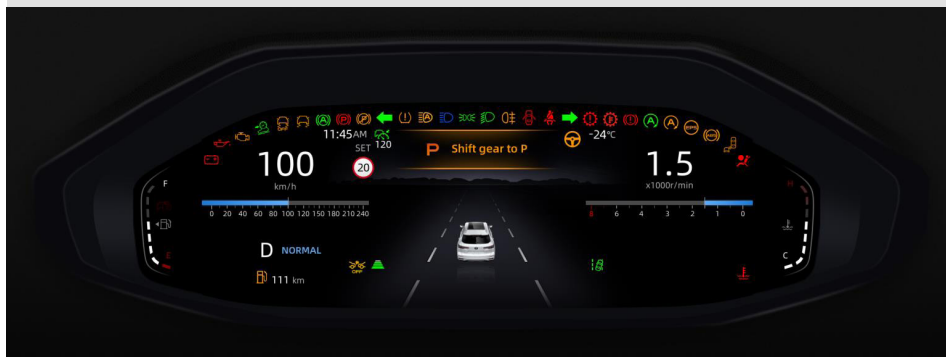 11:45AM
SET 120
20
P Shift gear to P
-24°C
100
km/h
1.5
x1000r/min
F
E
H
C
0 20 40 60 80 100 120 150 180 210 240
8 6 4 3 2 1 0
D NORMAL
111 km
OFF
OFF